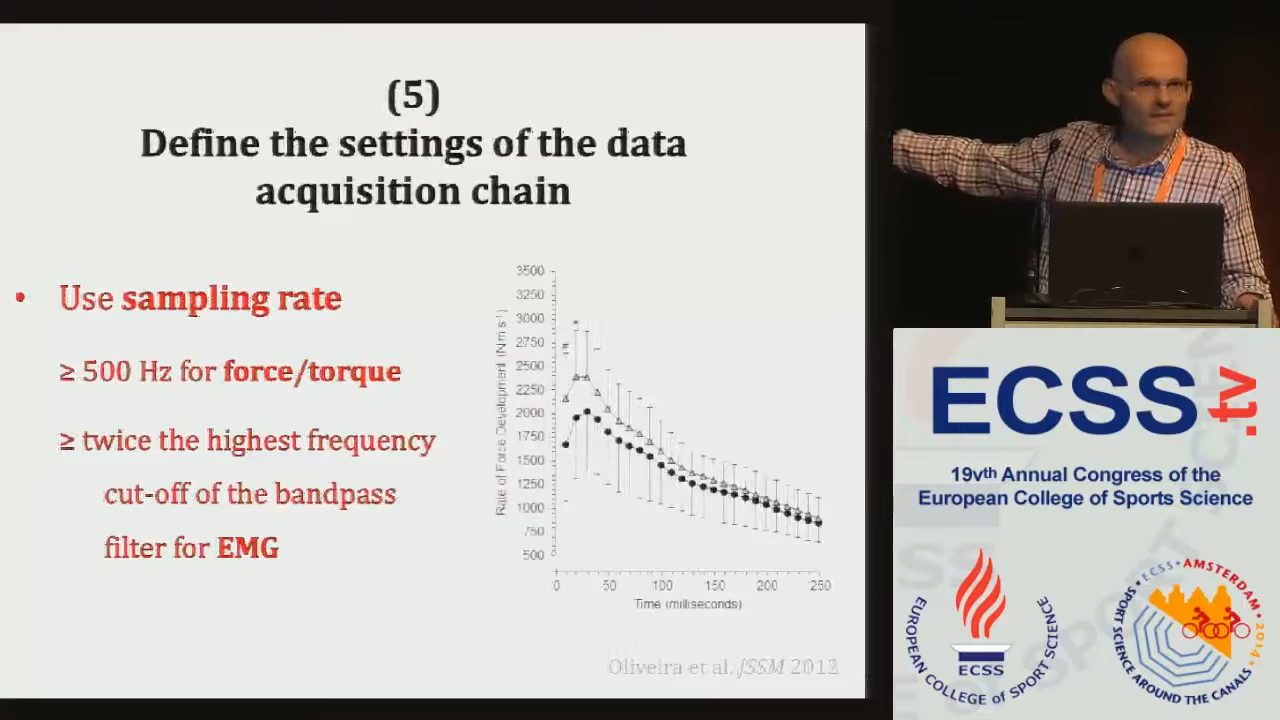 (5)
Define the settings of the data
acquisition chain
• Use sampling rate
≥ 500 Hz for force/torque
≥ twice the highest frequency
cut-off of the bandpass
filter for EMG
Rate of Force Development (N·m·s⁻¹)
3500
3250
3000
2750
2500
2250
2000
1750
1500
1250
1000
750
500
0 50 100 150 200 250
Time (milliseconds)
Oliveira et al. JSSM 2013
ECSS
.tv
19vth Annual Congress of the
European College of Sports Science
EUROPEAN COLLEGE OF SPORT SCIENCE
ECSS
ECSS • AMSTERDAM 2014
SPORT SCIENCE AROUND THE CANALS